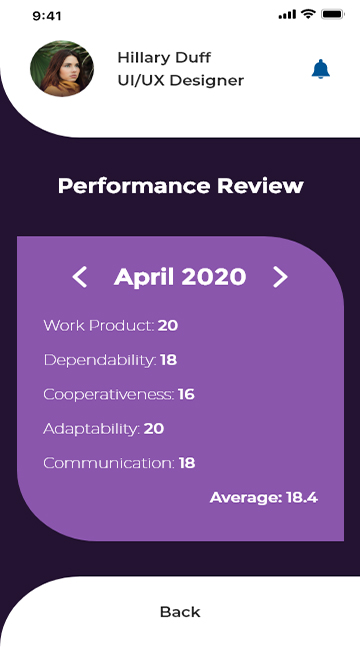 9:41
Hillary Duff
UI/UX Designer
Performance Review
April 2020
Work Product: 20
Dependability: 18
Cooperativeness: 16
Adaptability: 20
Communication: 18
Average: 18.4
Back